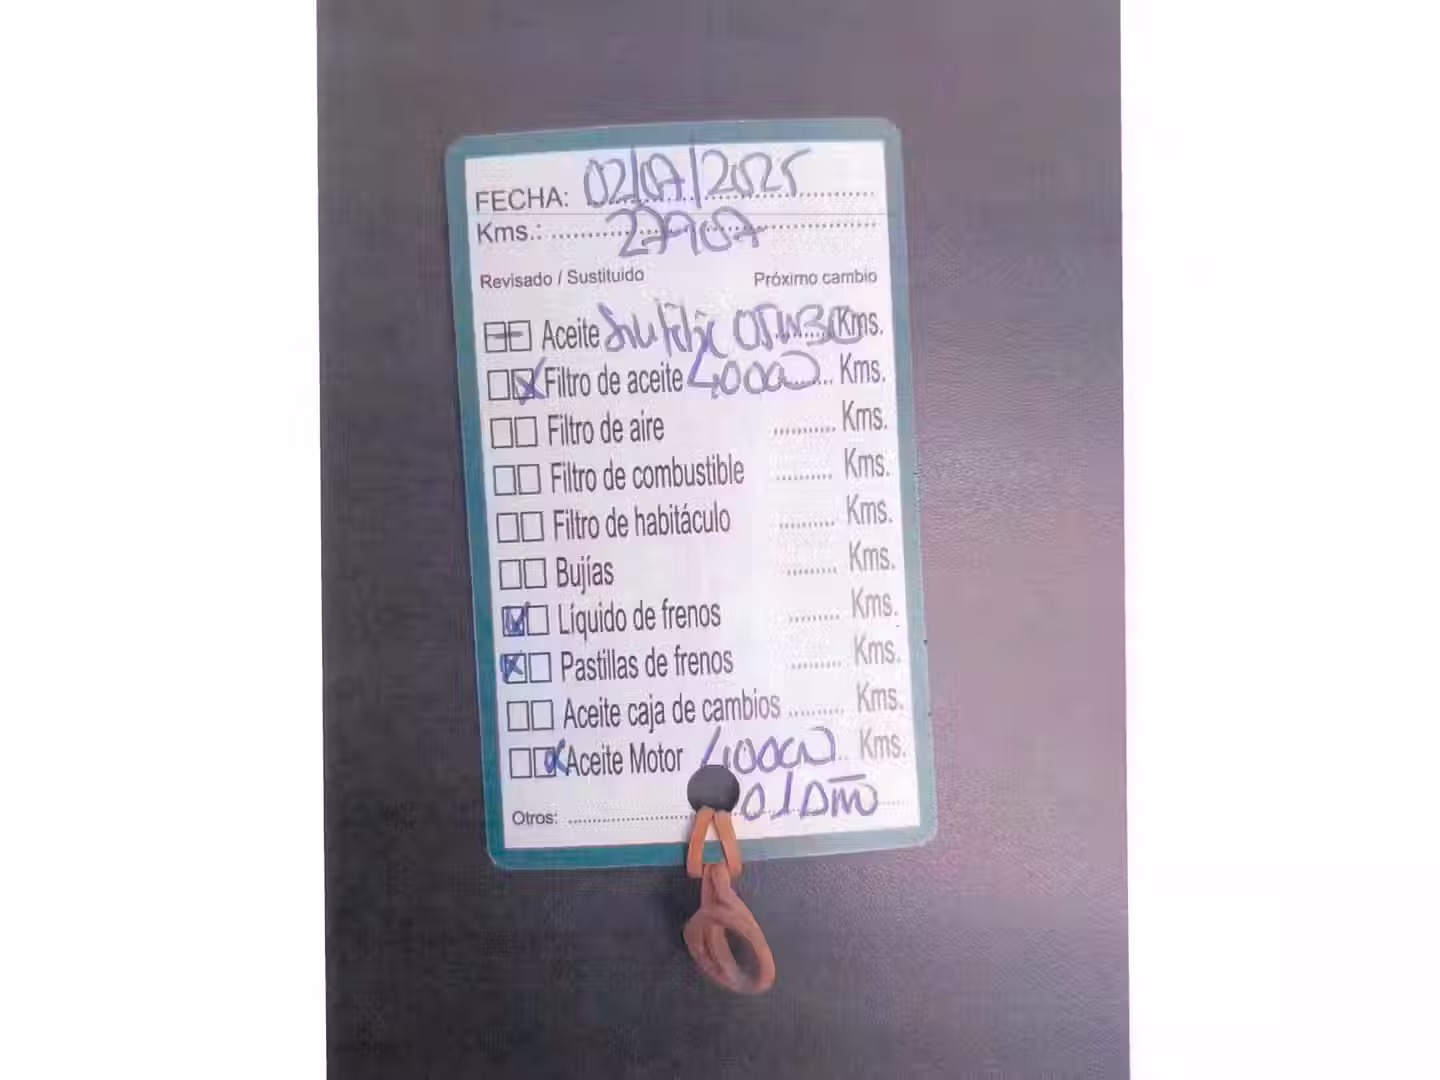 FECHA: 02/07/2025
Kms.: 27907
Revisado / Sustituido Próximo cambio
Aceite 05W30 Kms.
Filtro de aceite 40000 Kms.
Filtro de aire Kms.
Filtro de combustible Kms.
Filtro de habitáculo Kms.
Bujías Kms.
Líquido de frenos Kms.
Pastillas de frenos Kms.
Aceite caja de cambios Kms.
Aceite Motor 40000 Kms.
Otros: